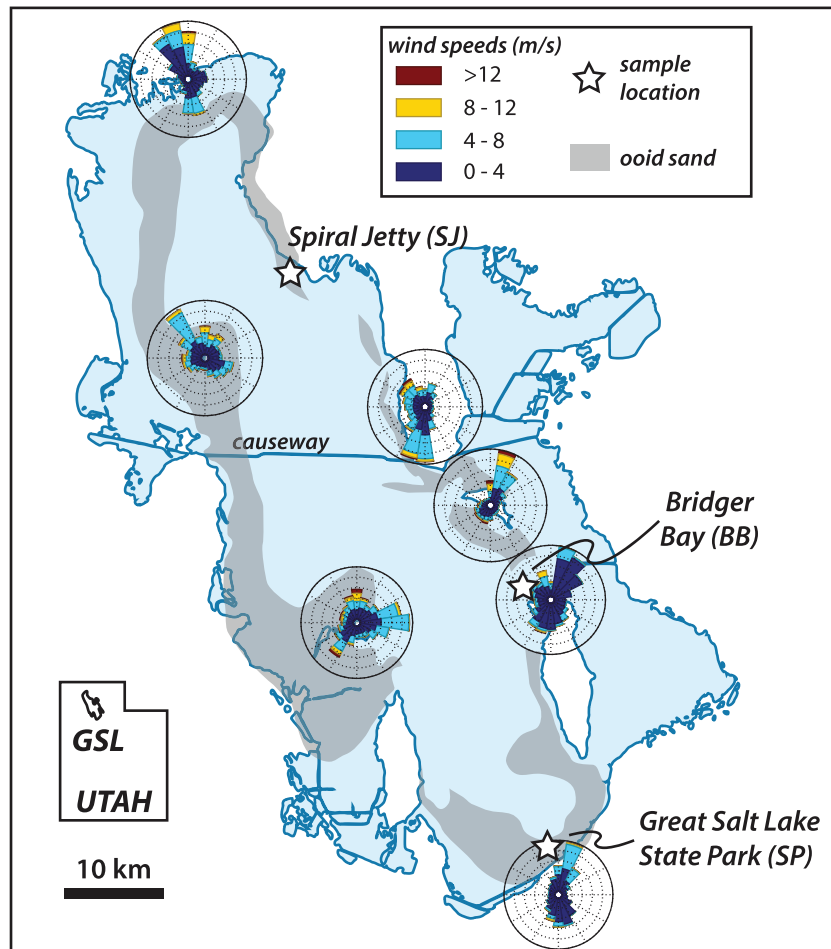 wind speeds (m/s)
>12
8 - 12
4 - 8
0 - 4
sample
location
ooid sand
Spiral Jetty (SJ)
causeway
Bridger
Bay (BB)
GSL
UTAH
10 km
Great Salt Lake
State Park (SP)